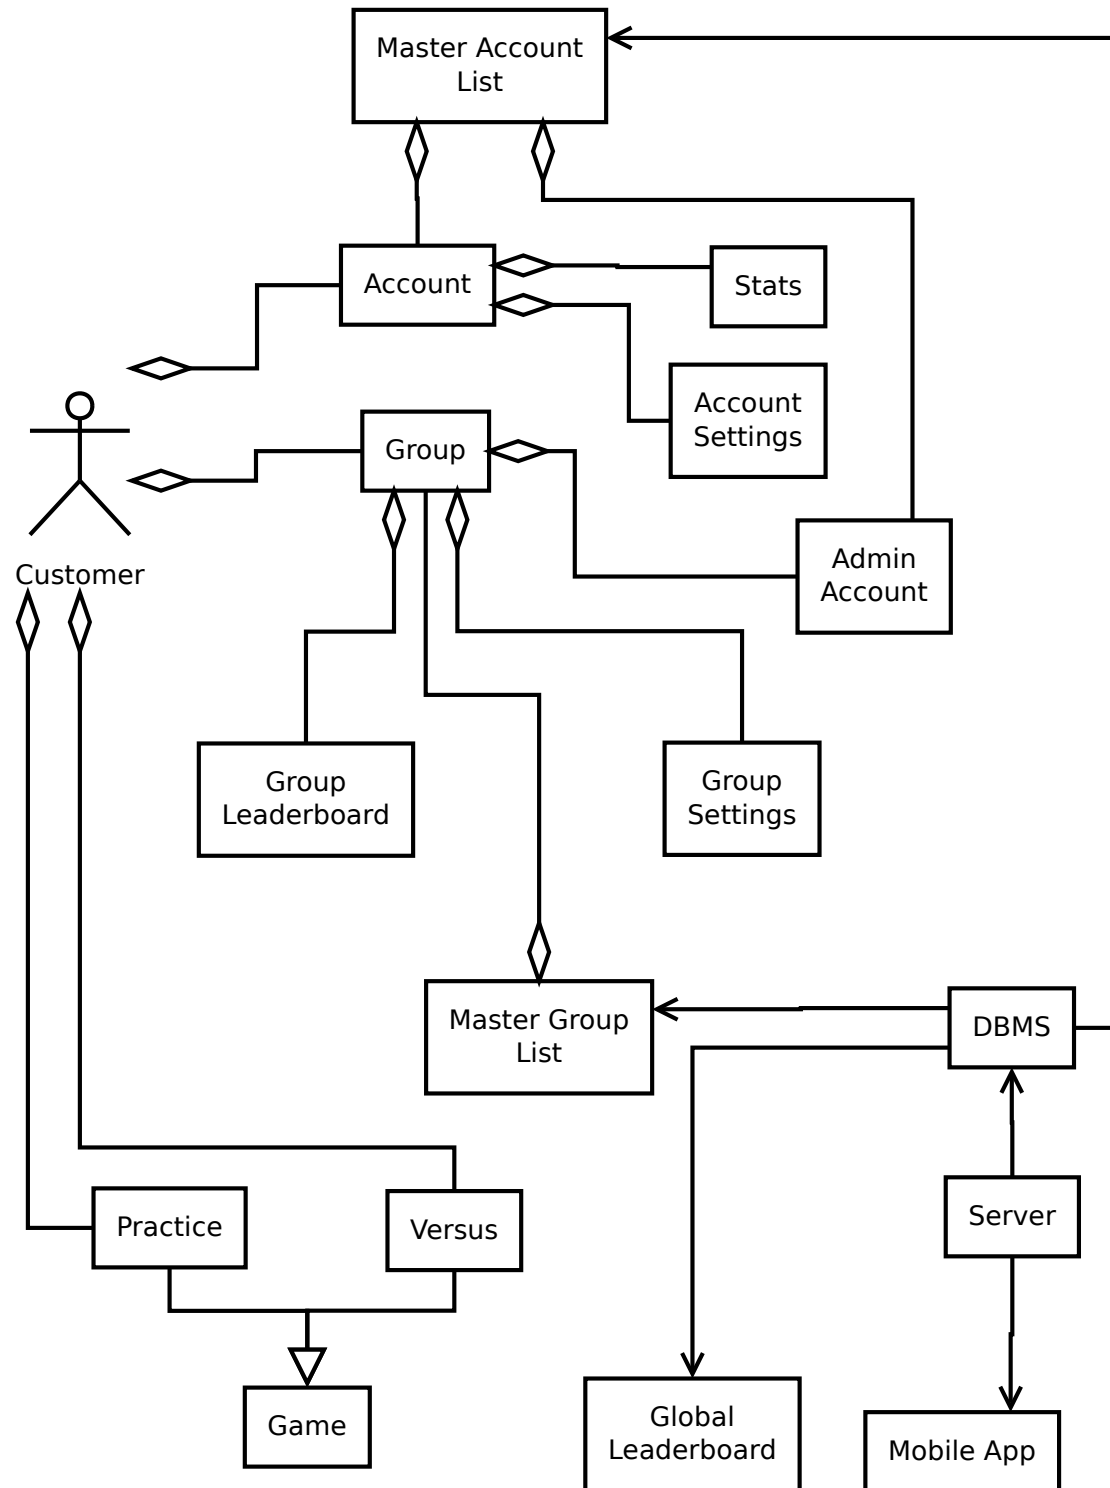 Master Account
List
Account
Stats
Account
Settings
Group
Admin
Account
Customer
Group
Leaderboard
Group
Settings
Master Group
List
DBMS
Practice
Versus
Server
Game
Global
Leaderboard
Mobile App